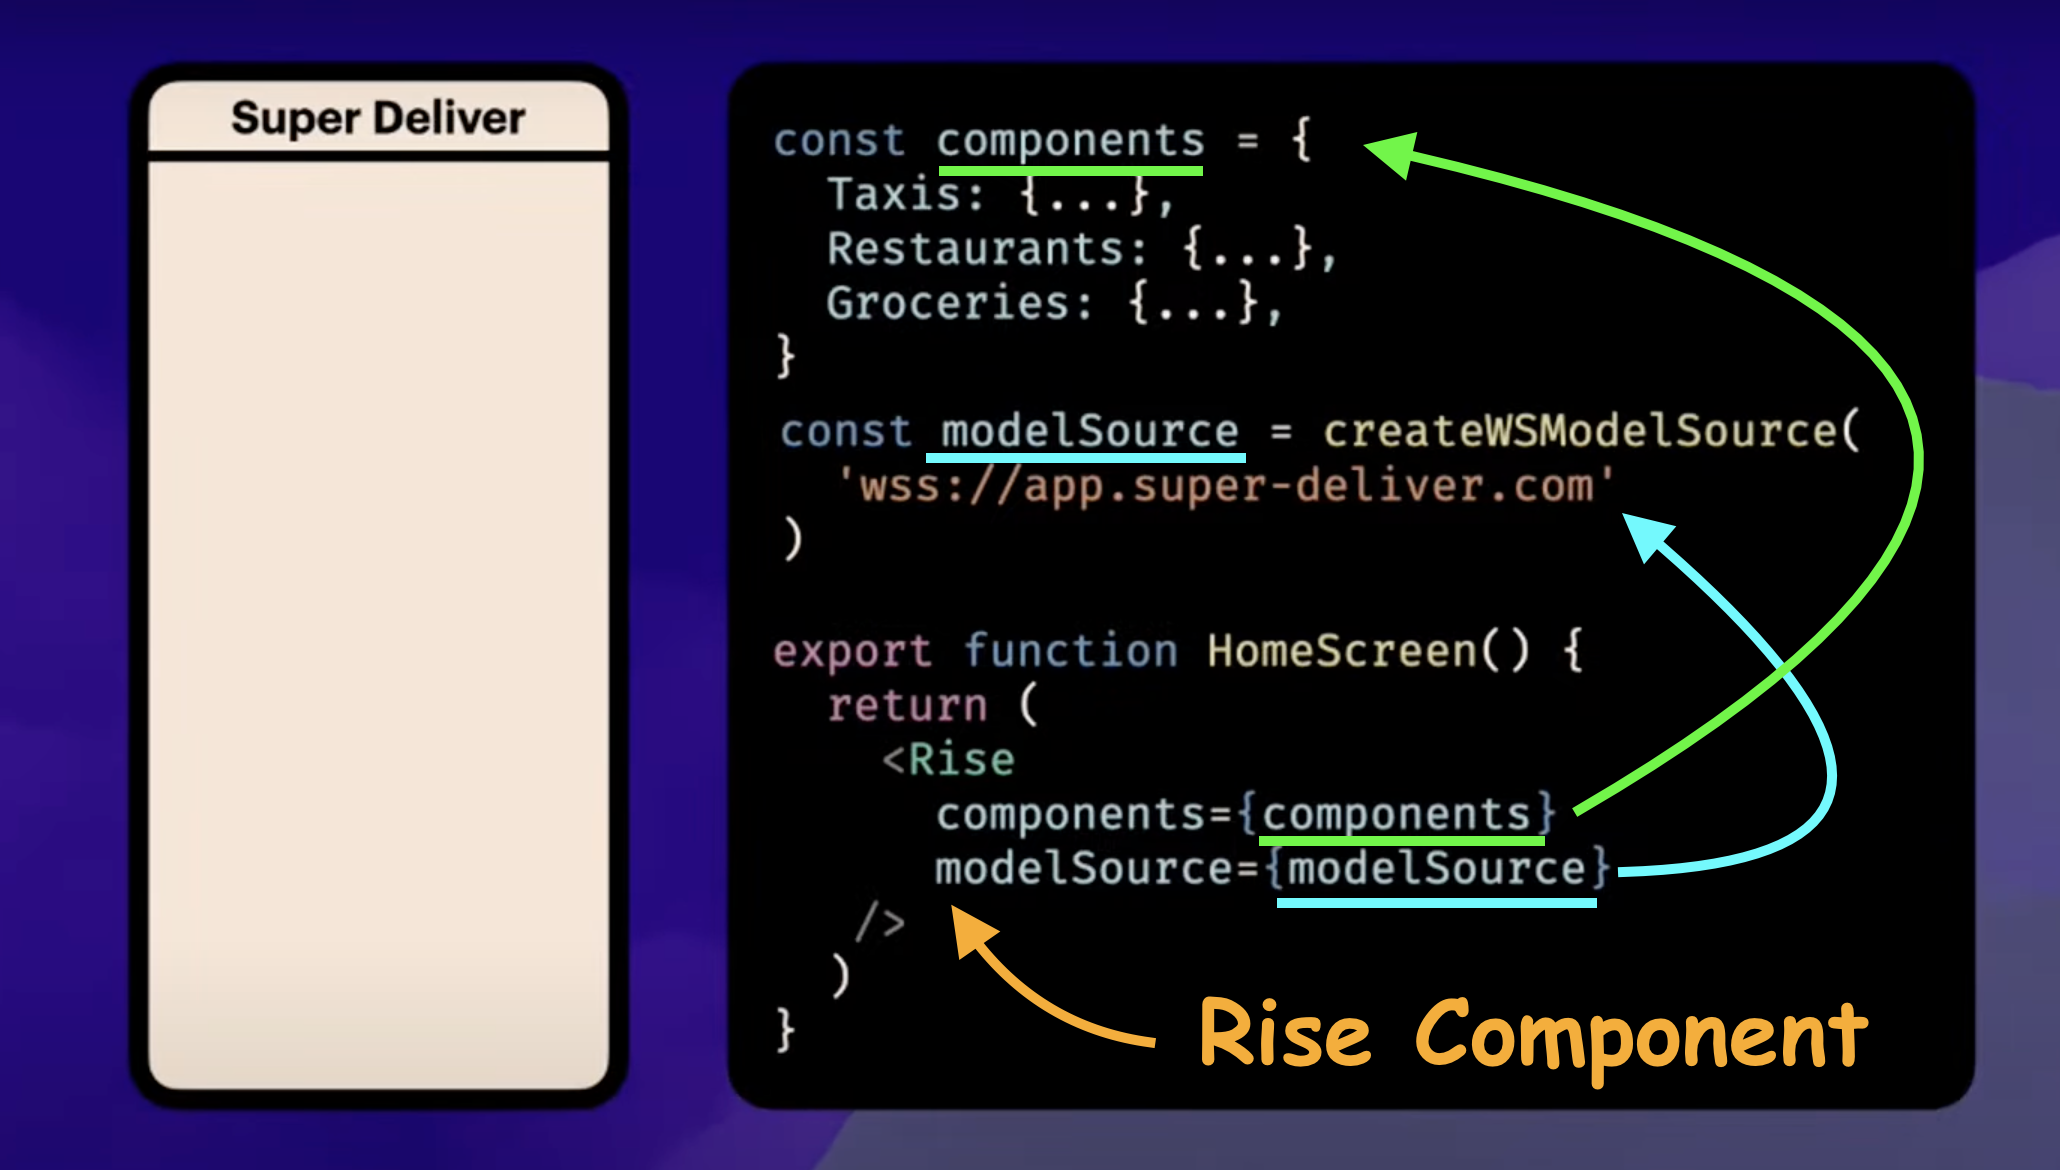 Super Deliver
const components = {
Taxis: {...},
Restaurants: {...},
Groceries: {...},
}
const modelSource = createWSModelSource(
'wss://app.super-deliver.com'
)
export function HomeScreen() {
return (
<Rise
components={components}
modelSource={modelSource}
/>
)
}
Rise Component